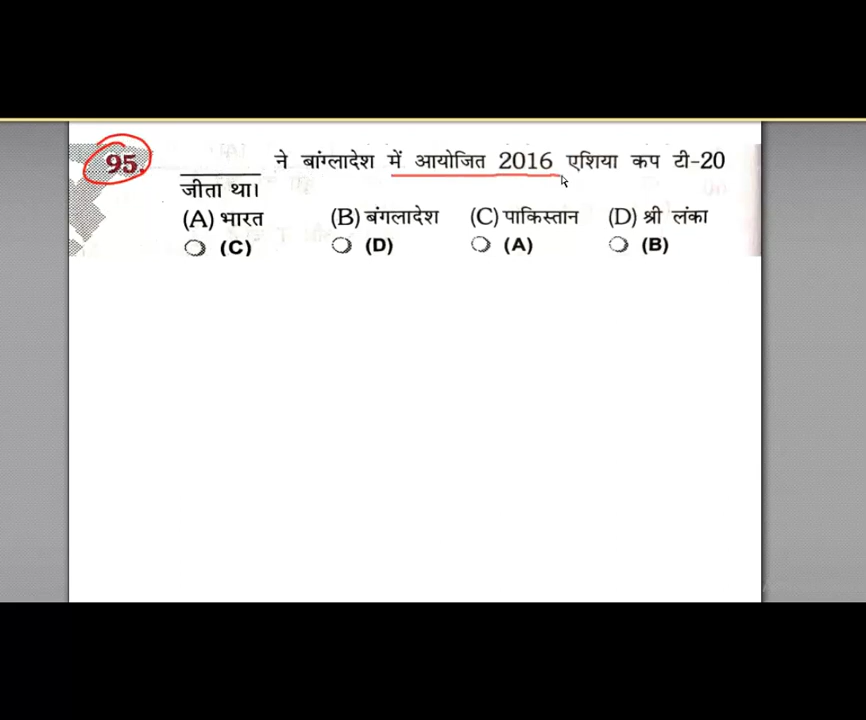 95. ______ ने बांग्लादेश में आयोजित 2016 एशिया कप टी-20
जीता था।
(A) भारत (B) बंगलादेश (C) पाकिस्तान (D) श्री लंका
(C) (D) (A) (B)